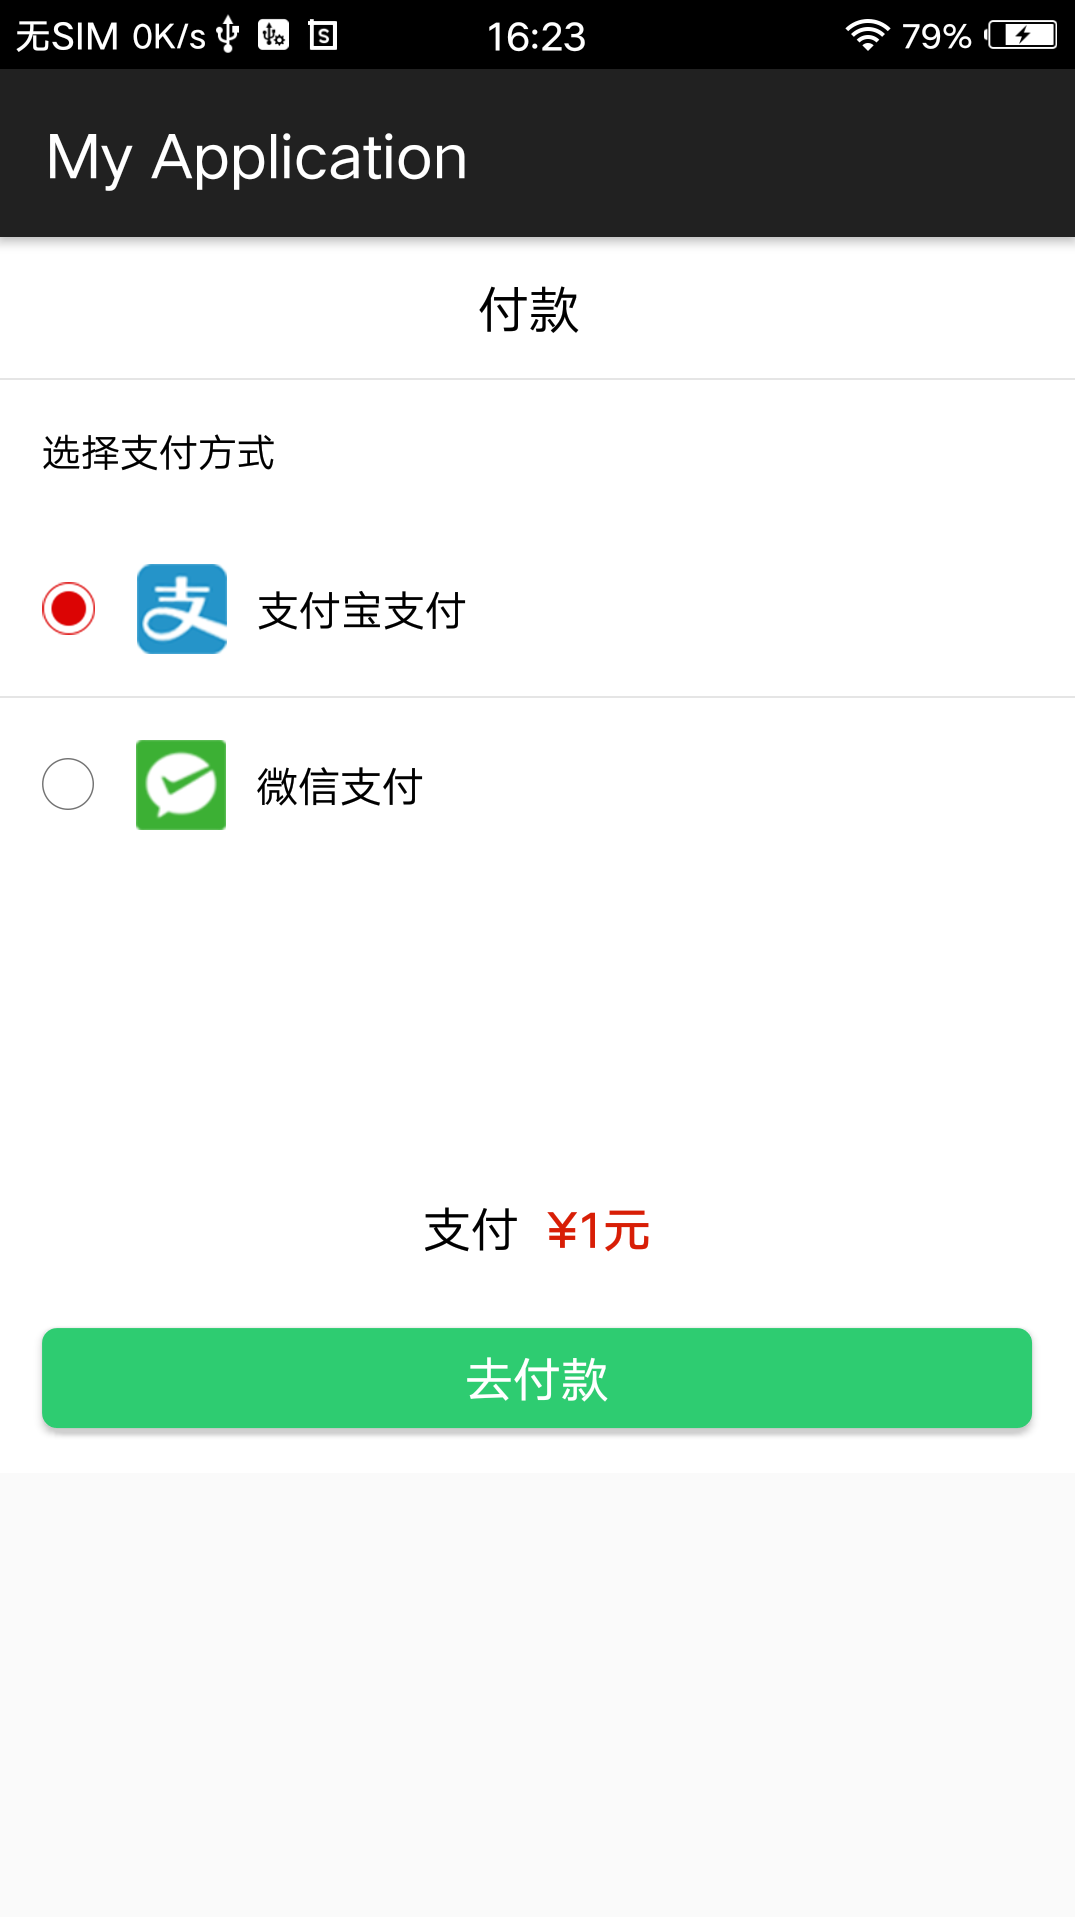 无SIM 0K/s 16:23 79%
My Application
付款
选择支付方式
支 支付宝支付
微信支付
支付 ¥1元
去付款